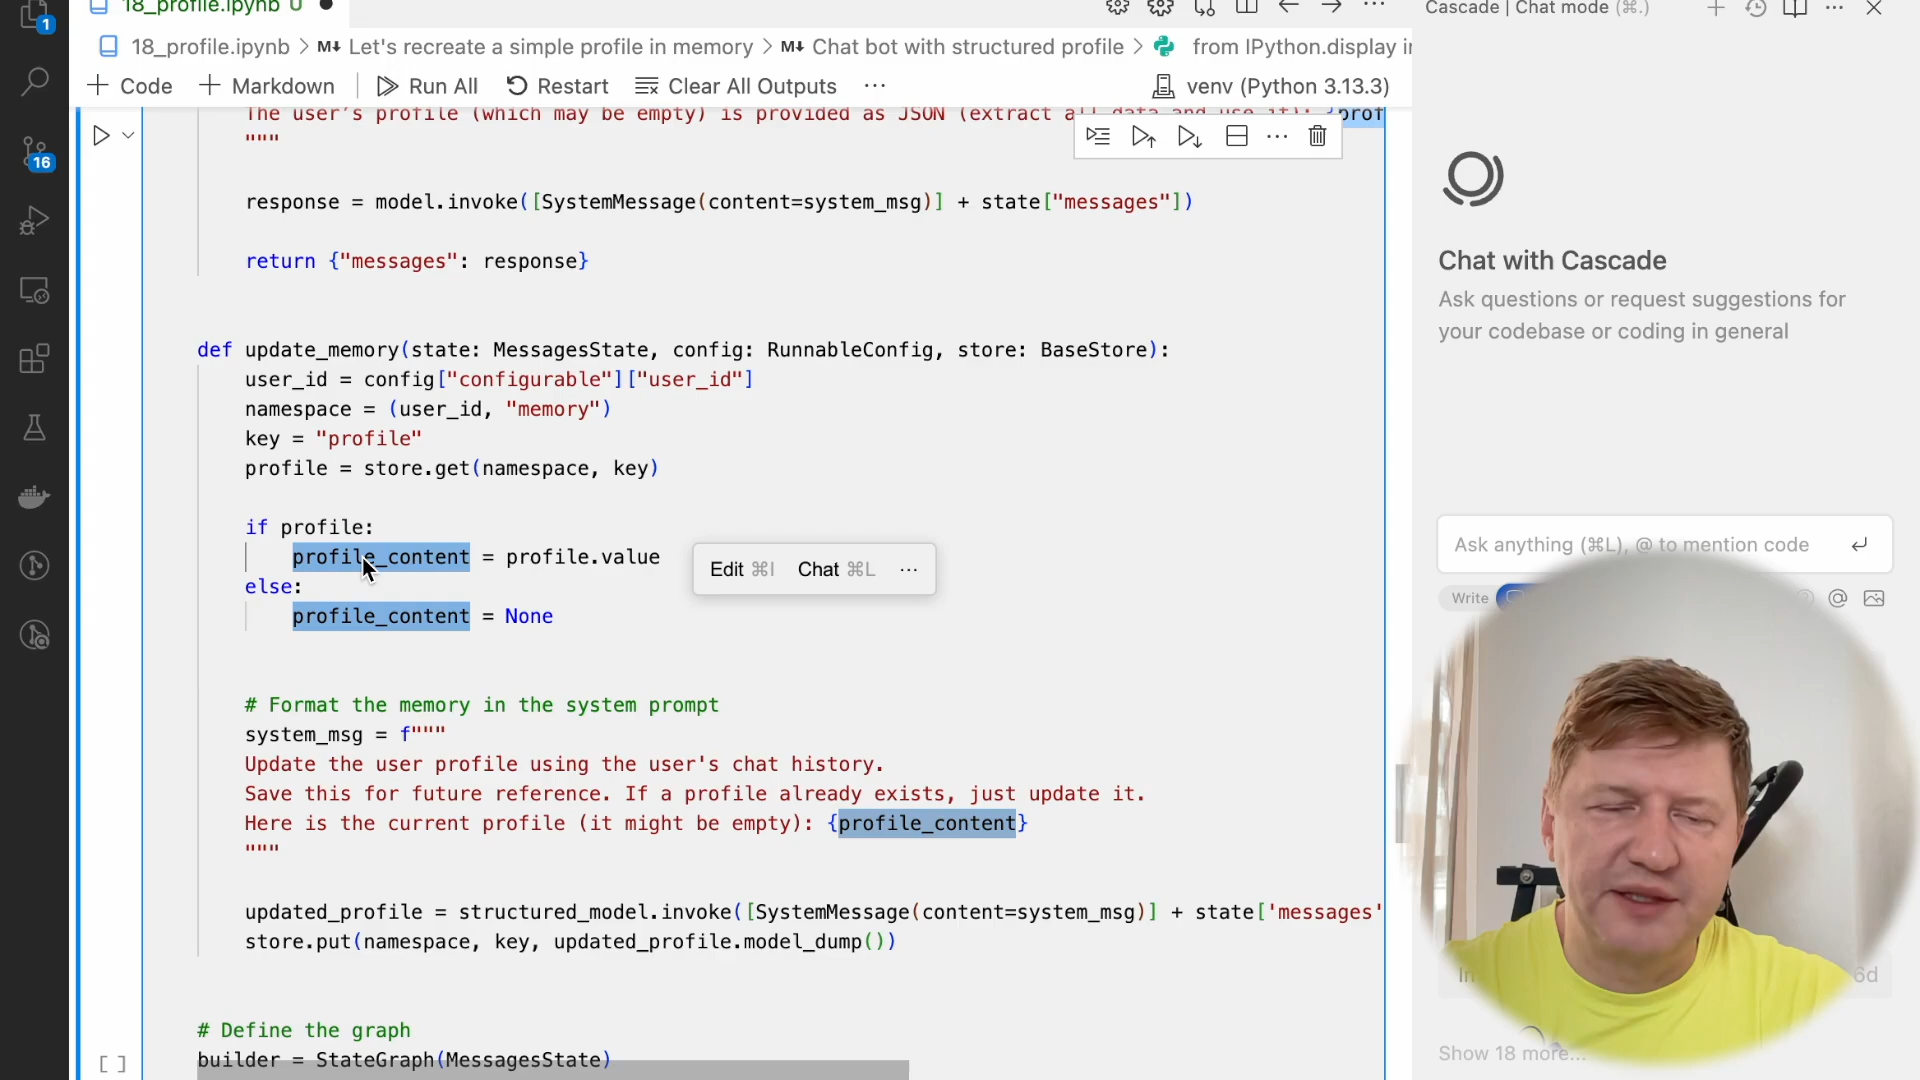 18_profile.ipynb U
Cascade | Chat mode (⌘.)
1
18_profile.ipynb > M↓ Let's recreate a simple profile in memory > M↓ Chat bot with structured profile > from IPython.display
+ Code + Markdown Run All Restart Clear All Outputs ···
venv (Python 3.13.3)
The user's profile (which may be empty) is provided as JSON (extract all data and use it): {prof
"""
16
response = model.invoke([SystemMessage(content=system_msg)] + state["messages"])
return {"messages": response}
def update_memory(state: MessagesState, config: RunnableConfig, store: BaseStore):
user_id = config["configurable"]["user_id"]
namespace = (user_id, "memory")
key = "profile"
profile = store.get(namespace, key)
if profile:
profile_content = profile.value
else:
profile_content = None
Edit ⌘I Chat ⌘L ···
# Format the memory in the system prompt
system_msg = f"""
Update the user profile using the user's chat history.
Save this for future reference. If a profile already exists, just update it.
Here is the current profile (it might be empty): {profile_content}
"""
updated_profile = structured_model.invoke([SystemMessage(content=system_msg)] + state['messages'
store.put(namespace, key, updated_profile.model_dump())
# Define the graph
[ ]
builder = StateGraph(MessagesState)
Chat with Cascade
Ask questions or request suggestions for
your codebase or coding in general
Ask anything (⌘L), @ to mention code
Write
6d
Show 18 more...